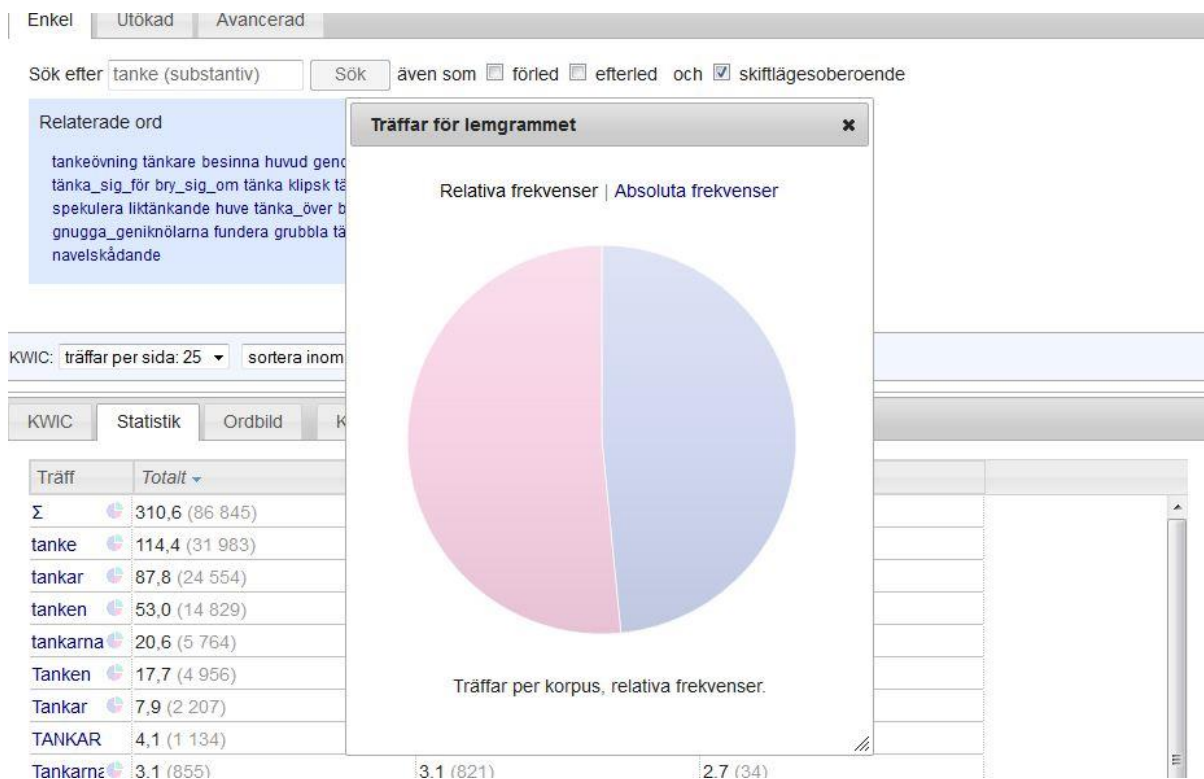 Enkel Utökad Avancerad
Sök efter tanke (substantiv) Sök även som förled efterled och skiftlägesoberoende
Relaterade ord
tankeövning tänkare besinna huvud
tänka_sig_för bry_sig_om tänka klipsk
spekulera liktänkande huve tänka_över
gnugga_geniknölarna fundera grubbla
navelskådande
Träffar för lemgrammet
Relativa frekvenser | Absoluta frekvenser
Träffar per korpus, relativa frekvenser.
KWIC: träffar per sida: 25 sortera inom
KWIC Statistik Ordbild
Träff Totalt
Σ 310,6 (86 845)
tanke 114,4 (31 983)
tankar 87,8 (24 554)
tanken 53,0 (14 829)
tankarna 20,6 (5 764)
Tanken 17,7 (4 956)
Tankar 7,9 (2 207)
TANKAR 4,1 (1 134)
Tankarna 3,1 (855) 3,1 (821) 2,7 (34)